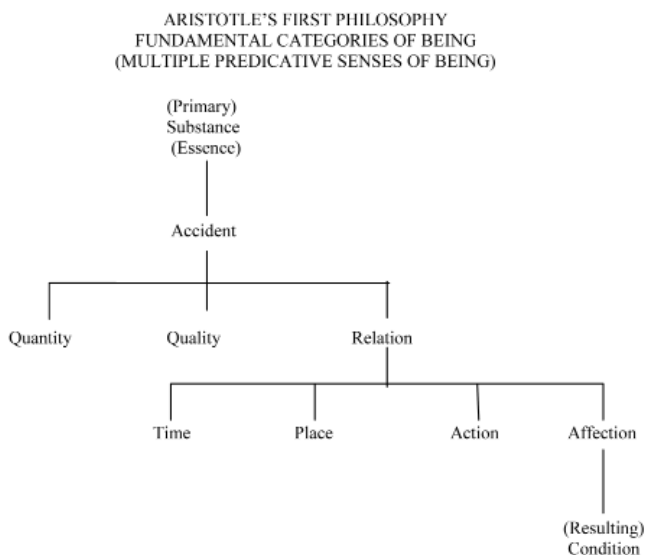 ARISTOTLE'S FIRST PHILOSOPHY
FUNDAMENTAL CATEGORIES OF BEING
(MULTIPLE PREDICATIVE SENSES OF BEING)
(Primary)
Substance
(Essence)
Accident
Quantity
Quality
Relation
Time
Place
Action
Affection
(Resulting)
Condition